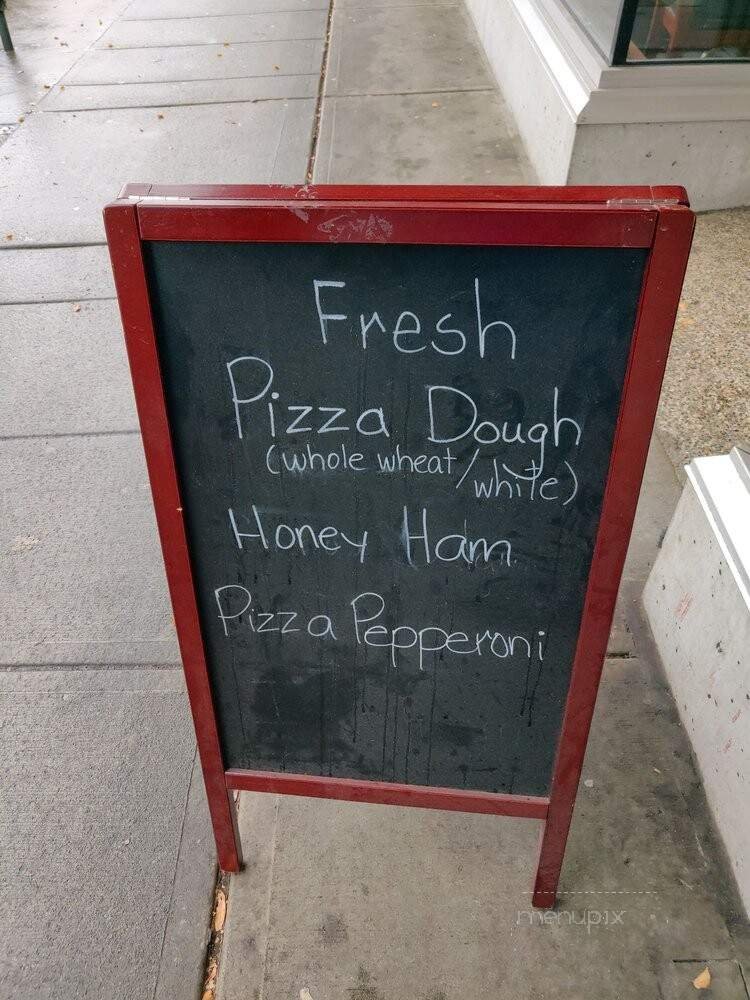 Fresh
Pizza Dough
(whole wheat/white)
Honey Ham
Pizza Pepperoni
menupix